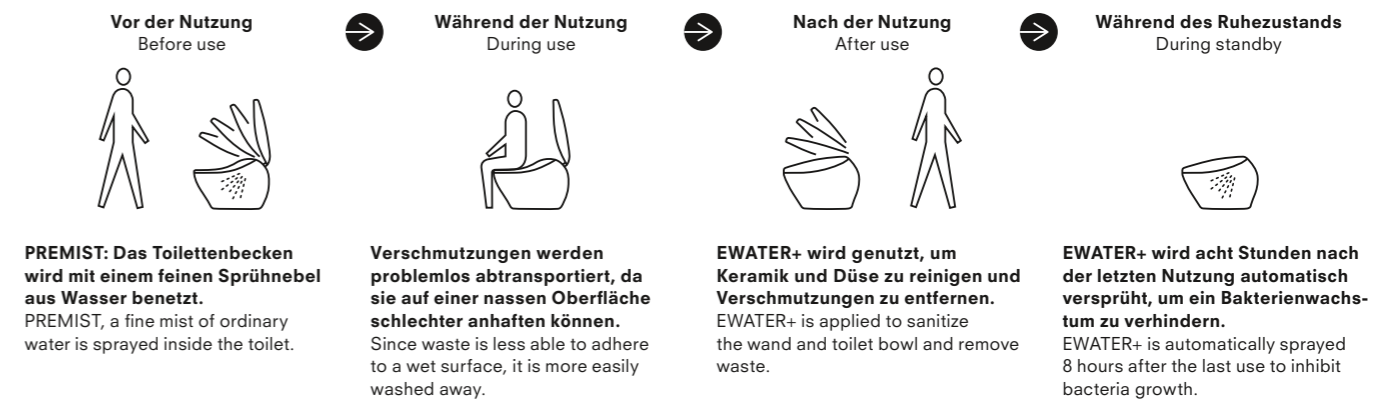 Vor der Nutzung
Before use
Während der Nutzung
During use
Nach der Nutzung
After use
Während des Ruhezustands
During standby
PREMIST: Das Toilettenbecken
wird mit einem feinen Sprühnebel
aus Wasser benetzt.
PREMIST, a fine mist of ordinary
water is sprayed inside the toilet.
Verschmutzungen werden
problemlos abtransportiert, da
sie auf einer nassen Oberfläche
schlechter anhaften können.
Since waste is less able to adhere
to a wet surface, it is more easily
washed away.
EWATER+ wird genutzt, um
Keramik und Düse zu reinigen und
Verschmutzungen zu entfernen.
EWATER+ is applied to sanitize
the wand and toilet bowl and remove
waste.
EWATER+ wird acht Stunden nach
der letzten Nutzung automatisch
versprüht, um ein Bakterienwachs-
tum zu verhindern.
EWATER+ is automatically sprayed
8 hours after the last use to inhibit
bacteria growth.